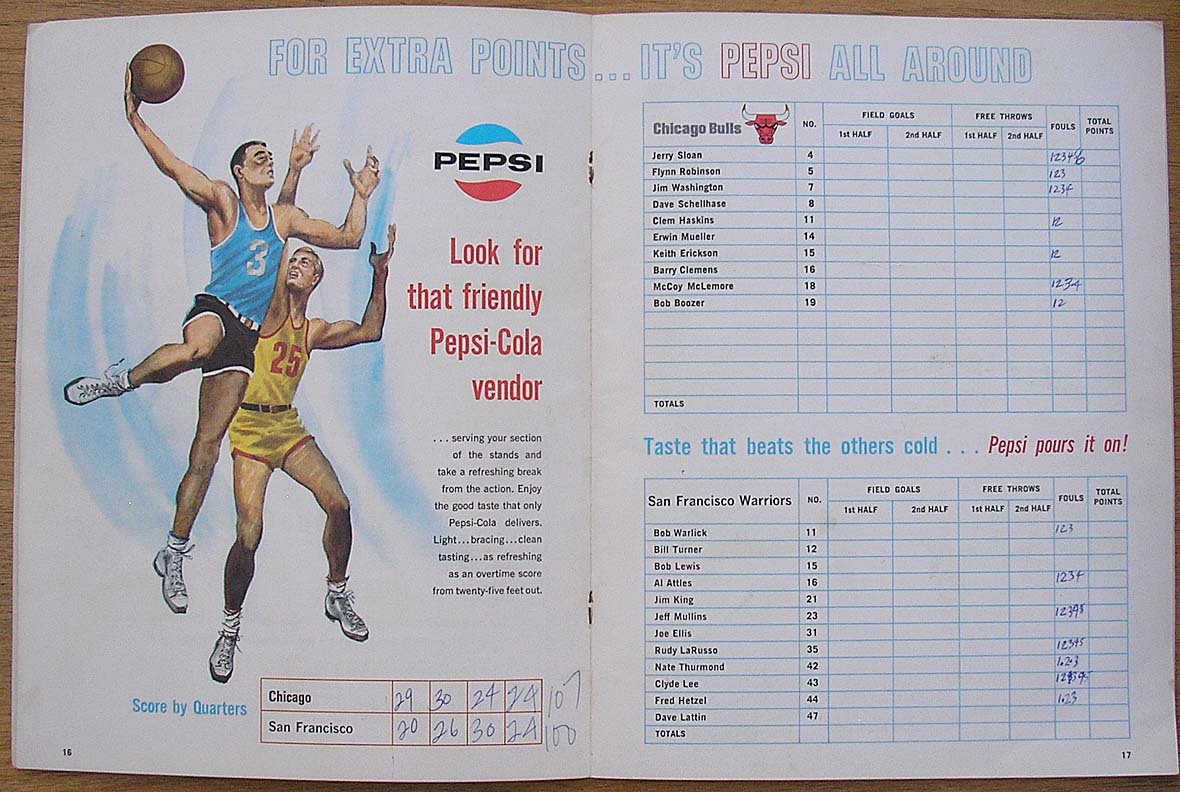 FOR EXTRA POINTS...IT'S PEPSI ALL AROUND
3
25
PEPSI
Look for
that friendly
Pepsi-Cola
vendor
. . . serving your section
of the stands and
take a refreshing break
from the action. Enjoy
the good taste that only
Pepsi-Cola delivers.
Light...bracing...clean
tasting...as refreshing
as an overtime score
from twenty-five feet out.
Score by Quarters
Chicago 29 30 24 24 107
San Francisco 20 26 30 24 100
16
Chicago Bulls NO. FIELD GOALS FREE THROWS FOULS TOTAL POINTS
1st HALF 2nd HALF 1st HALF 2nd HALF
Jerry Sloan 4
Flynn Robinson 5 123
Jim Washington 7 1234
Dave Schellhase 8
Clem Haskins 11 12
Erwin Mueller 14
Keith Erickson 15 12
Barry Clemens 16
McCoy McLemore 18 1234
Bob Boozer 19 12
TOTALS
Taste that beats the others cold . . . Pepsi pours it on!
San Francisco Warriors NO. FIELD GOALS FREE THROWS FOULS TOTAL POINTS
1st HALF 2nd HALF 1st HALF 2nd HALF
Bob Warlick 11 123
Bill Turner 12
Bob Lewis 15
Al Attles 16 1234
Jim King 21
Jeff Mullins 23 12345
Joe Ellis 31
Rudy LaRusso 35 12345
Nate Thurmond 42 123
Clyde Lee 43
Fred Hetzel 44 123
Dave Lattin 47
TOTALS
17